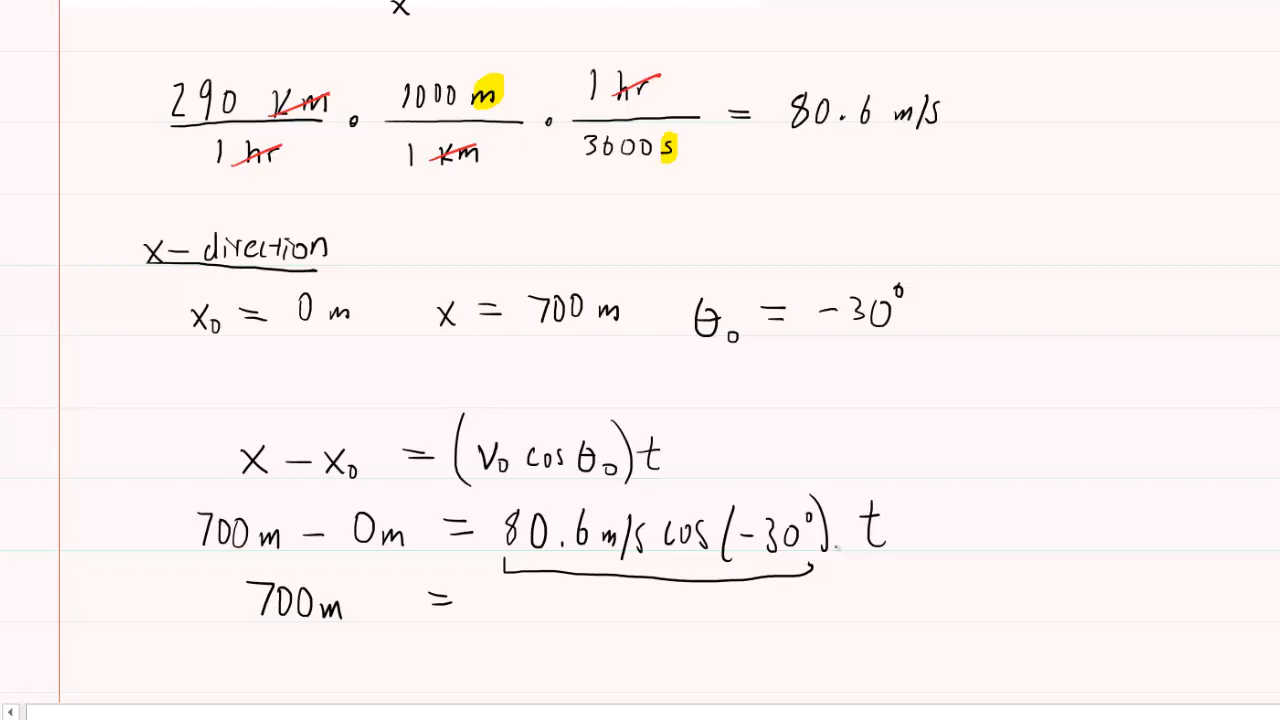 x
290 km / 1 hr · 1000 m / 1 km · 1 hr / 3600 s = 80.6 m/s
x - direction
x₀ = 0 m x = 700 m θ₀ = -30°
x - x₀ = (v₀ cos θ₀) t
700 m - 0 m = 80.6 m/s cos(-30°). t
700 m =